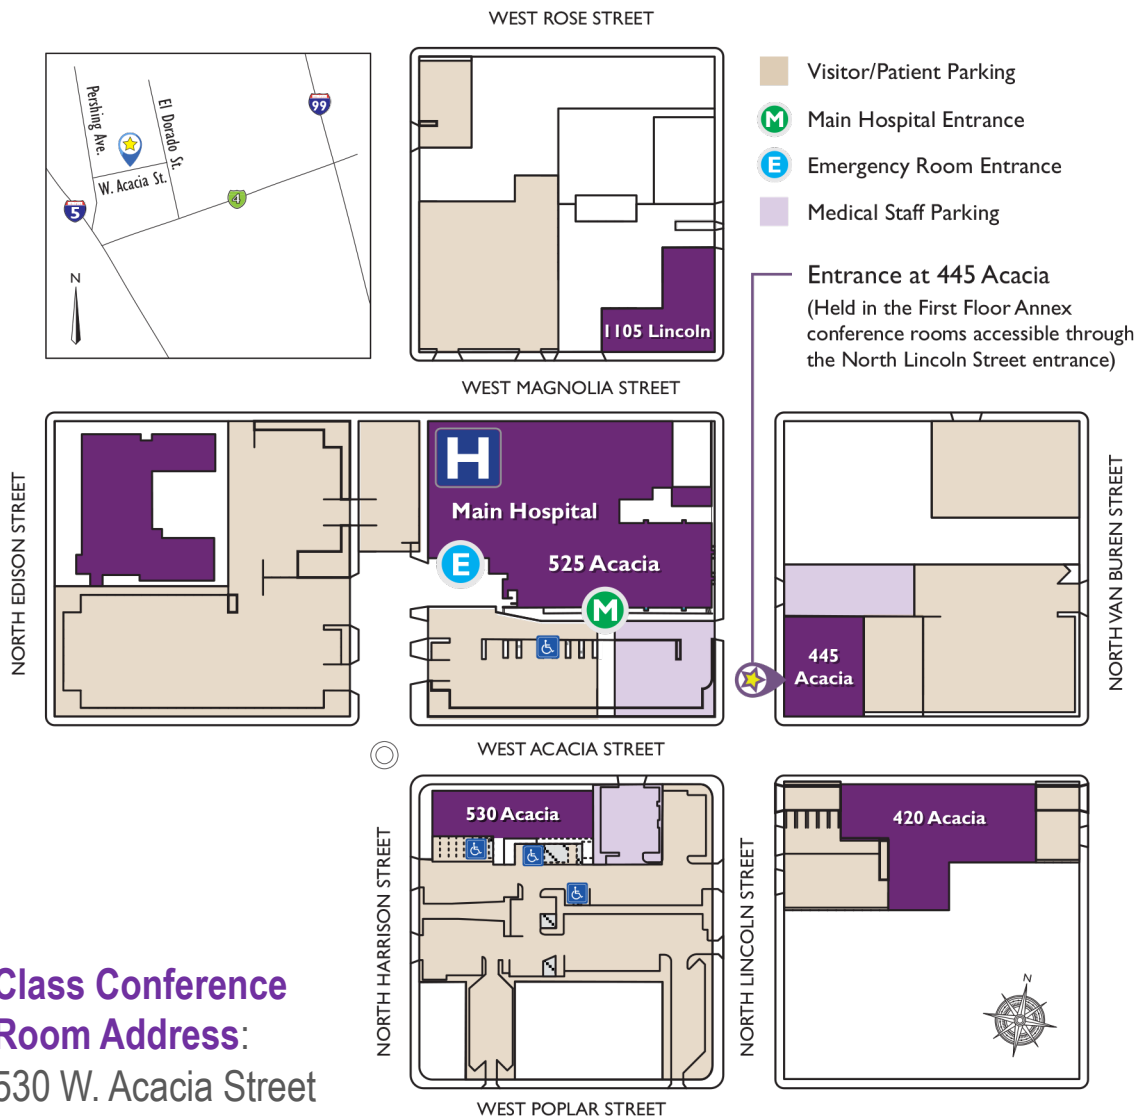 WEST ROSE STREET
Pershing Ave.
El Dorado St.
W. Acacia St.
99
5
4
N
Visitor/Patient Parking
M
Main Hospital Entrance
E
Emergency Room Entrance
Medical Staff Parking
Entrance at 445 Acacia
(Held in the First Floor Annex
conference rooms accessible through
the North Lincoln Street entrance)
1105 Lincoln
WEST MAGNOLIA STREET
NORTH EDISON STREET
H
Main Hospital
E
525 Acacia
M
445
Acacia
NORTH VAN BUREN STREET
WEST ACACIA STREET
530 Acacia
420 Acacia
NORTH HARRISON STREET
NORTH LINCOLN STREET
N
Class Conference
Room Address:
530 W. Acacia Street
WEST POPLAR STREET